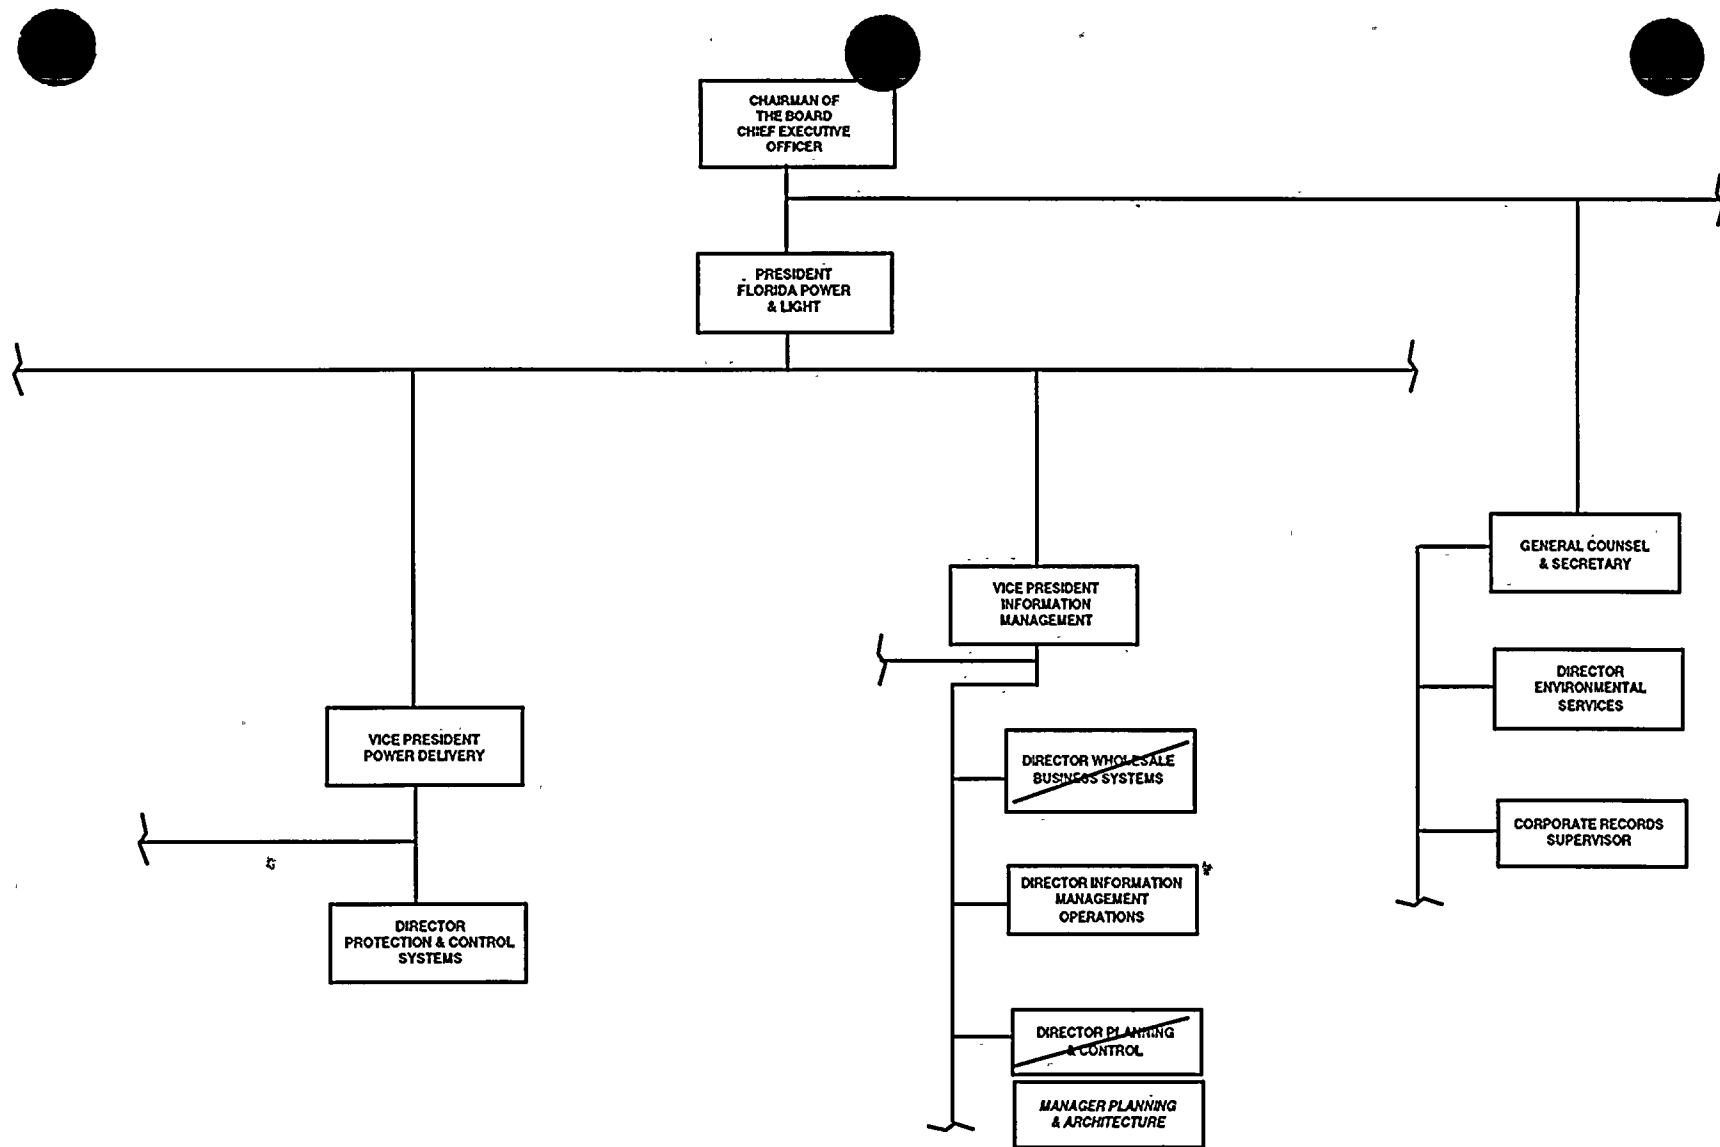 CHAIRMAN OF
THE BOARD
CHIEF EXECUTIVE
OFFICER
PRESIDENT
FLORIDA POWER
& LIGHT
GENERAL COUNSEL
& SECRETARY
VICE PRESIDENT
INFORMATION
MANAGEMENT
DIRECTOR
ENVIRONMENTAL
SERVICES
VICE PRESIDENT
POWER DELIVERY
DIRECTOR WHOLESALE
BUSINESS SYSTEMS
CORPORATE RECORDS
SUPERVISOR
DIRECTOR INFORMATION
MANAGEMENT
OPERATIONS
DIRECTOR
PROTECTION & CONTROL
SYSTEMS
DIRECTOR PLANNING
& CONTROL
MANAGER PLANNING
& ARCHITECTURE